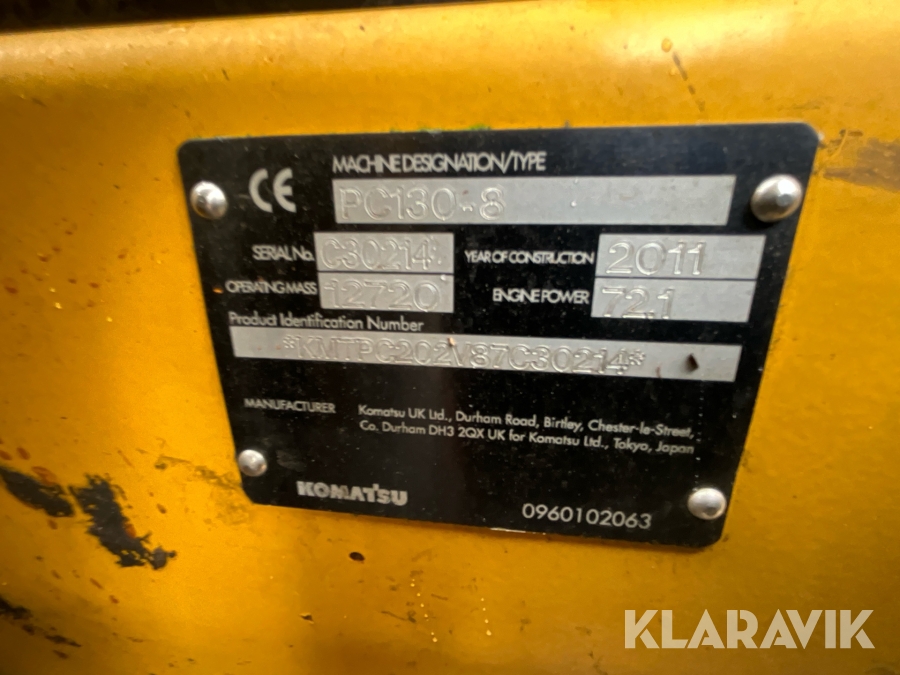 CE
MACHINE DESIGNATION/TYPE
PC130-8
SERIAL No. C30214* YEAR OF CONSTRUCTION 2011
OPERATING MASS 12720 ENGINE POWER 72.1
Product Identification Number
*KMTPC202V87C30214*
MANUFACTURER Komatsu UK Ltd., Durham Road, Birtley, Chester-le-Street,
Co. Durham DH3 2QX UK for Komatsu Ltd., Tokyo, Japan
KOMATSU
0960102063
KLARAVIK